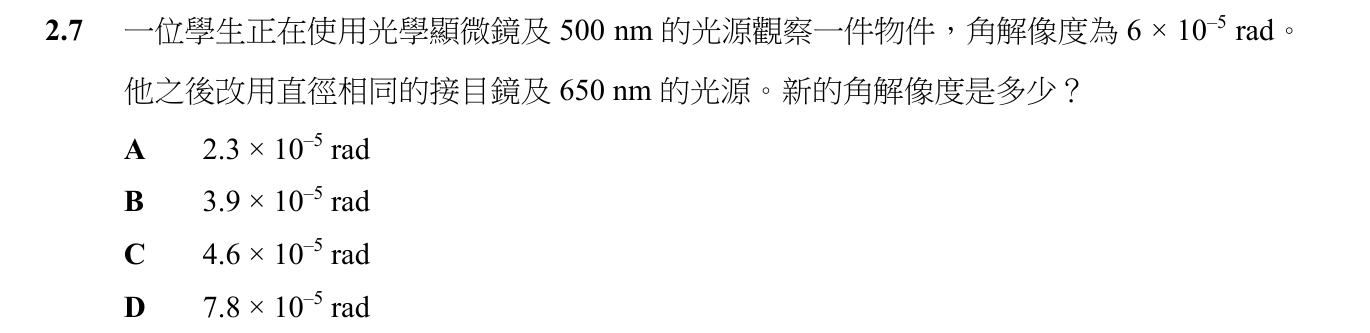 2.7 一位學生正在使用光學顯微鏡及 500 nm 的光源觀察一件物件，角解像度為 6 × 10⁻⁵ rad。
他之後改用直徑相同的接目鏡及 650 nm 的光源。新的角解像度是多少？
A 2.3 × 10⁻⁵ rad
B 3.9 × 10⁻⁵ rad
C 4.6 × 10⁻⁵ rad
D 7.8 × 10⁻⁵ rad